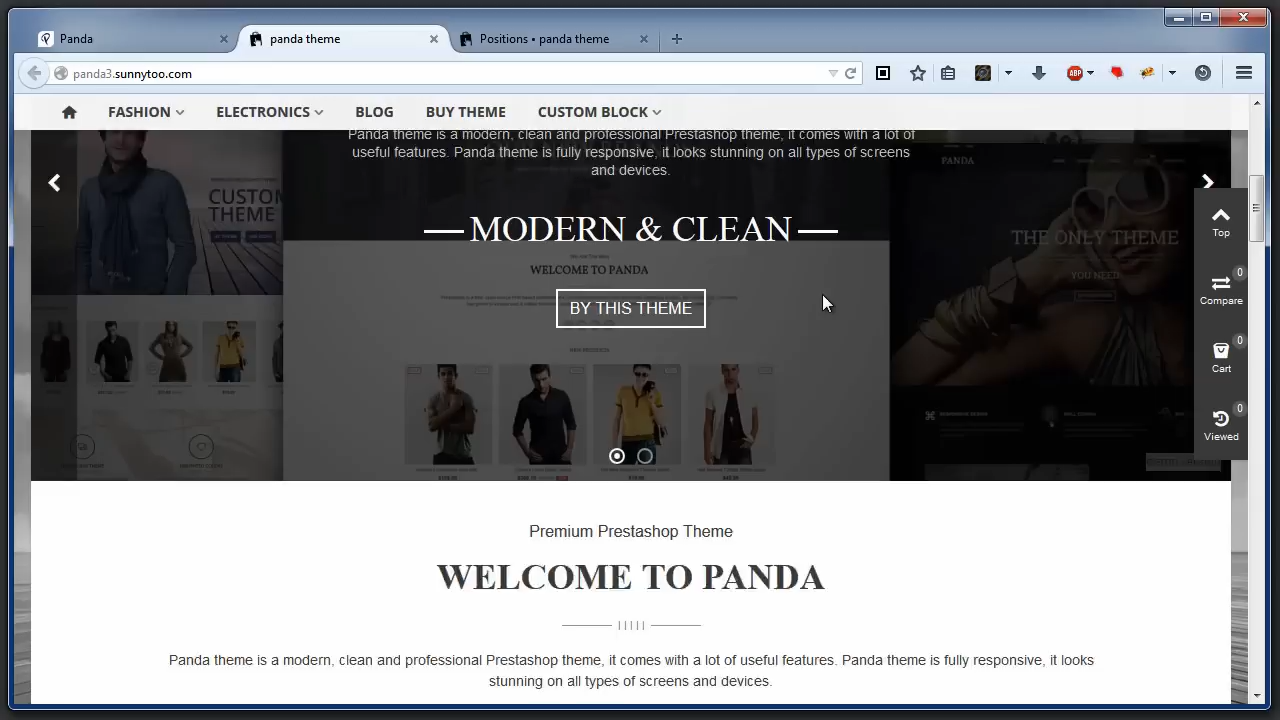 Panda
panda theme
Positions • panda theme
panda3.sunnytoo.com
ABP
FASHION
ELECTRONICS
BLOG
BUY THEME
CUSTOM BLOCK
Panda theme is a modern, clean and professional Prestashop theme, it comes with a lot of
useful features. Panda theme is fully responsive, it looks stunning on all types of screens
and devices.
PANDA
CUSTOM
THEME
MODERN & CLEAN
THE ONLY THEME
YOU NEED
WELCOME TO PANDA
BY THIS THEME
NEW PRODUCTS
Top
0
Compare
0
Cart
0
Viewed
Premium Prestashop Theme
WELCOME TO PANDA
Panda theme is a modern, clean and professional Prestashop theme, it comes with a lot of useful features. Panda theme is fully responsive, it looks
stunning on all types of screens and devices.